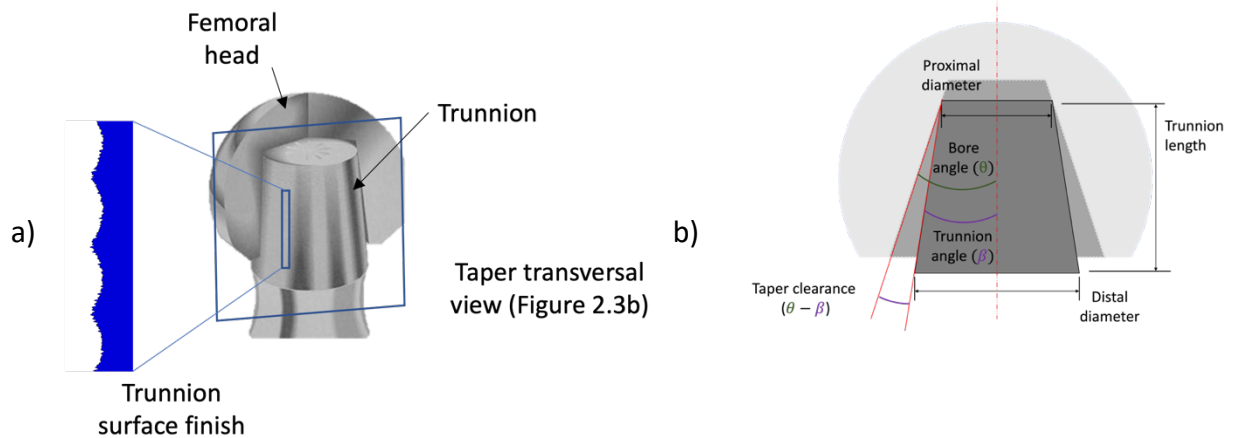 a)
Femoral
head
Trunnion
Taper transversal
view (Figure 2.3b)
Trunnion
surface finish
b)
Proximal
diameter
Trunnion
length
Bore
angle (θ)
Trunnion
angle (β)
Taper clearance
(θ – β)
Distal
diameter